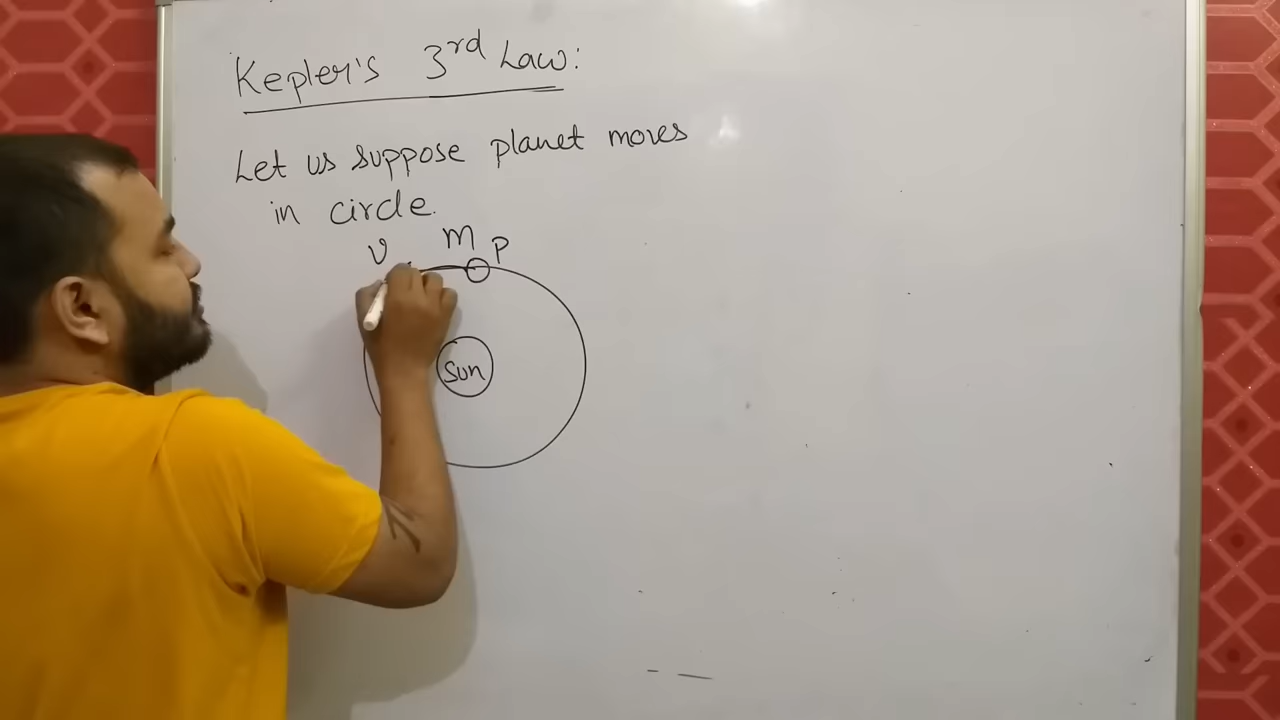 Kepler's 3rd Law:
Let us suppose planet moves
in circle.
v m P
Sun